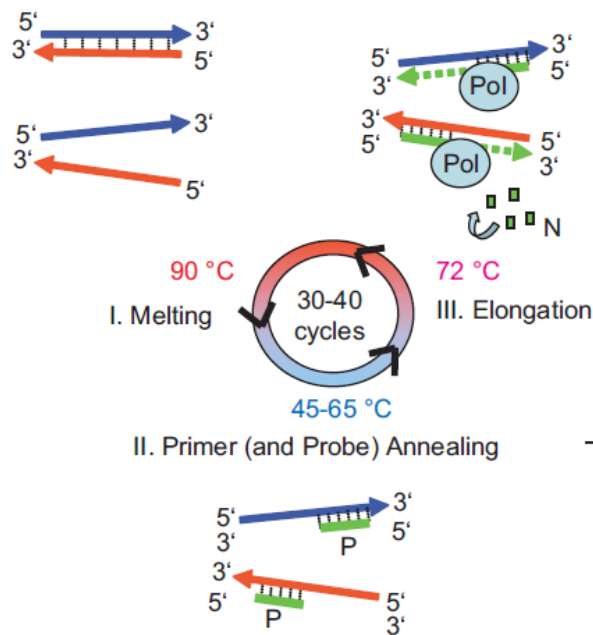 5‘
3‘
3‘
5‘
5‘
3‘
3‘
5‘
5‘
3‘
3‘
5‘
Pol
3‘
5‘
5‘
3‘
Pol
N
90 °C
72 °C
I. Melting
30-40
cycles
III. Elongation
45-65 °C
II. Primer (and Probe) Annealing
5‘
3‘
3‘
5‘
P
3‘
5‘
5‘
3‘
P